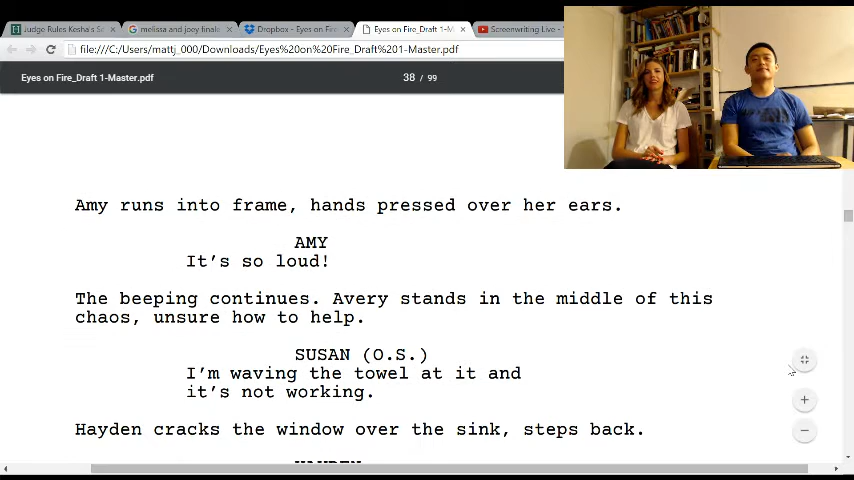 Judge Rules Kesha's S
melissa and joey finale
Dropbox - Eyes on Fire
Eyes on Fire_Draft 1-M
Screenwriting Live -
file:///C:/Users/mattj_000/Downloads/Eyes%20on%20Fire_Draft%201-Master.pdf
Eyes on Fire_Draft 1-Master.pdf
38 / 99
Amy runs into frame, hands pressed over her ears.
AMY
It's so loud!
The beeping continues. Avery stands in the middle of this
chaos, unsure how to help.
SUSAN (O.S.)
I'm waving the towel at it and
it's not working.
Hayden cracks the window over the sink, steps back.